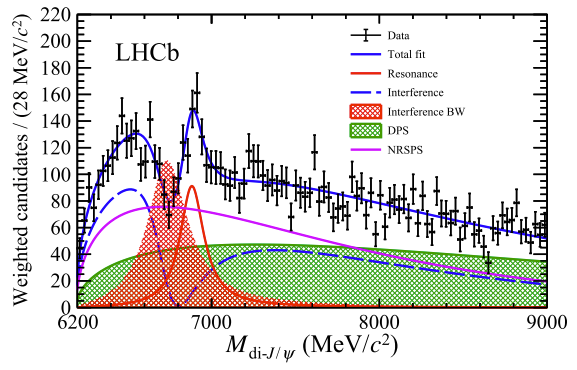 Weighted candidates / (28 MeV/c²)
220
200
180
160
140
120
100
80
60
40
20
0
LHCb
Data
Total fit
Resonance
Interference
Interference BW
DPS
NRSPS
6200 7000 8000 9000
M di-J/ψ (MeV/c²)